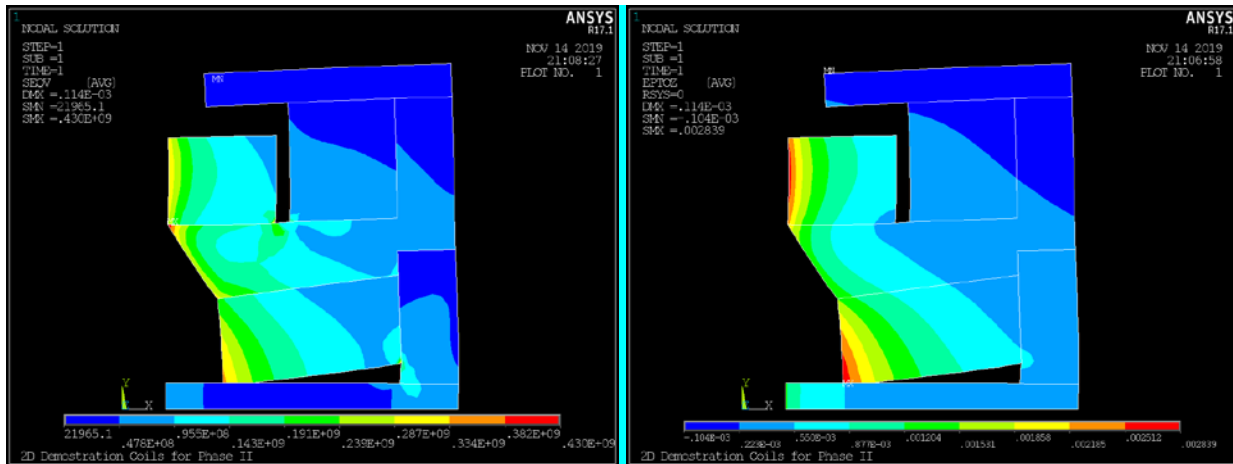 1
NODAL SOLUTION
STEP=1
SUB =1
TIME=1
SEQV (AVG)
DMX =.114E-03
SMN =21965.1
SMX =.430E+09
ANSYS
R17.1
NOV 14 2019
21:08:27
PLOT NO. 1
MN
MX
Y
X
21965.1 .955E+08 .191E+09 .287E+09 .382E+09
.478E+08 .143E+09 .239E+09 .334E+09 .430E+09
2D Demostration Coils for Phase II
1
NODAL SOLUTION
STEP=1
SUB =1
TIME=1
EPTOZ (AVG)
RSYS=0
DMX =.114E-03
SMN =-.104E-03
SMX =.002839
ANSYS
R17.1
NOV 14 2019
21:06:58
PLOT NO. 1
MN
MX
Y
X
-.104E-03 .550E-03 .001204 .001858 .002512
.223E-03 .877E-03 .001531 .002185 .002839
2D Demostration Coils for Phase II